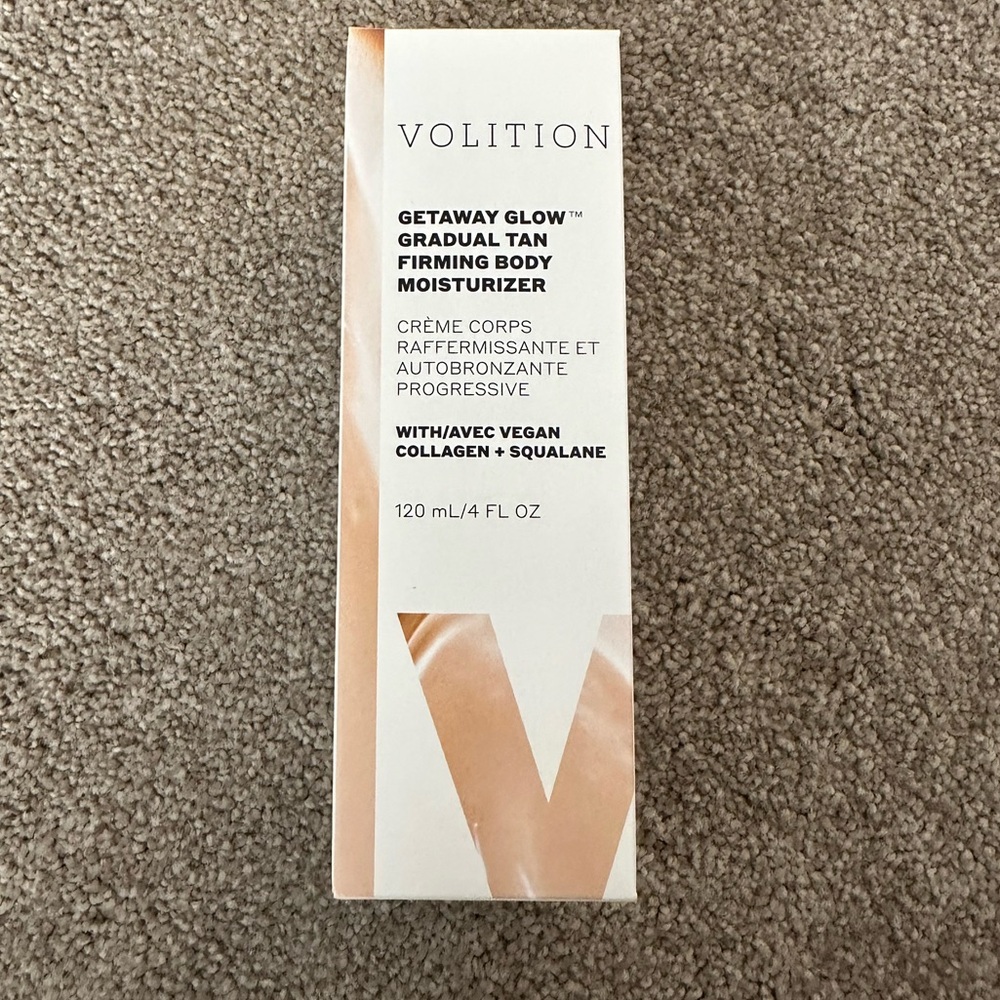 VOLITION
GETAWAY GLOW™
GRADUAL TAN
FIRMING BODY
MOISTURIZER
CRÈME CORPS
RAFFERMISSANTE ET
AUTOBRONZANTE
PROGRESSIVE
WITH/AVEC VEGAN
COLLAGEN + SQUALANE
120 mL/4 FL OZ
V